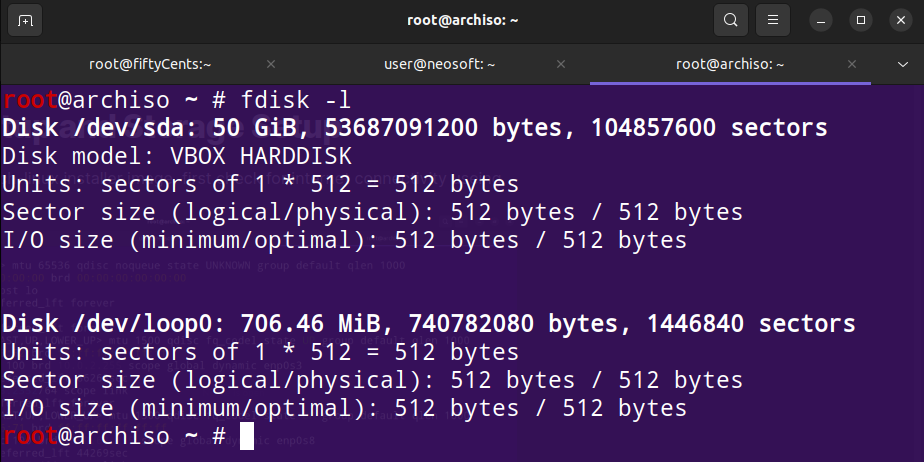 root@archiso: ~
root@fiftyCents:~
user@neosoft: ~
root@archiso: ~
root@archiso ~ # fdisk -l
Disk /dev/sda: 50 GiB, 53687091200 bytes, 104857600 sectors
Disk model: VBOX HARDDISK
Units: sectors of 1 * 512 = 512 bytes
Sector size (logical/physical): 512 bytes / 512 bytes
I/O size (minimum/optimal): 512 bytes / 512 bytes
Disk /dev/loop0: 706.46 MiB, 740782080 bytes, 1446840 sectors
Units: sectors of 1 * 512 = 512 bytes
Sector size (logical/physical): 512 bytes / 512 bytes
I/O size (minimum/optimal): 512 bytes / 512 bytes
root@archiso ~ #